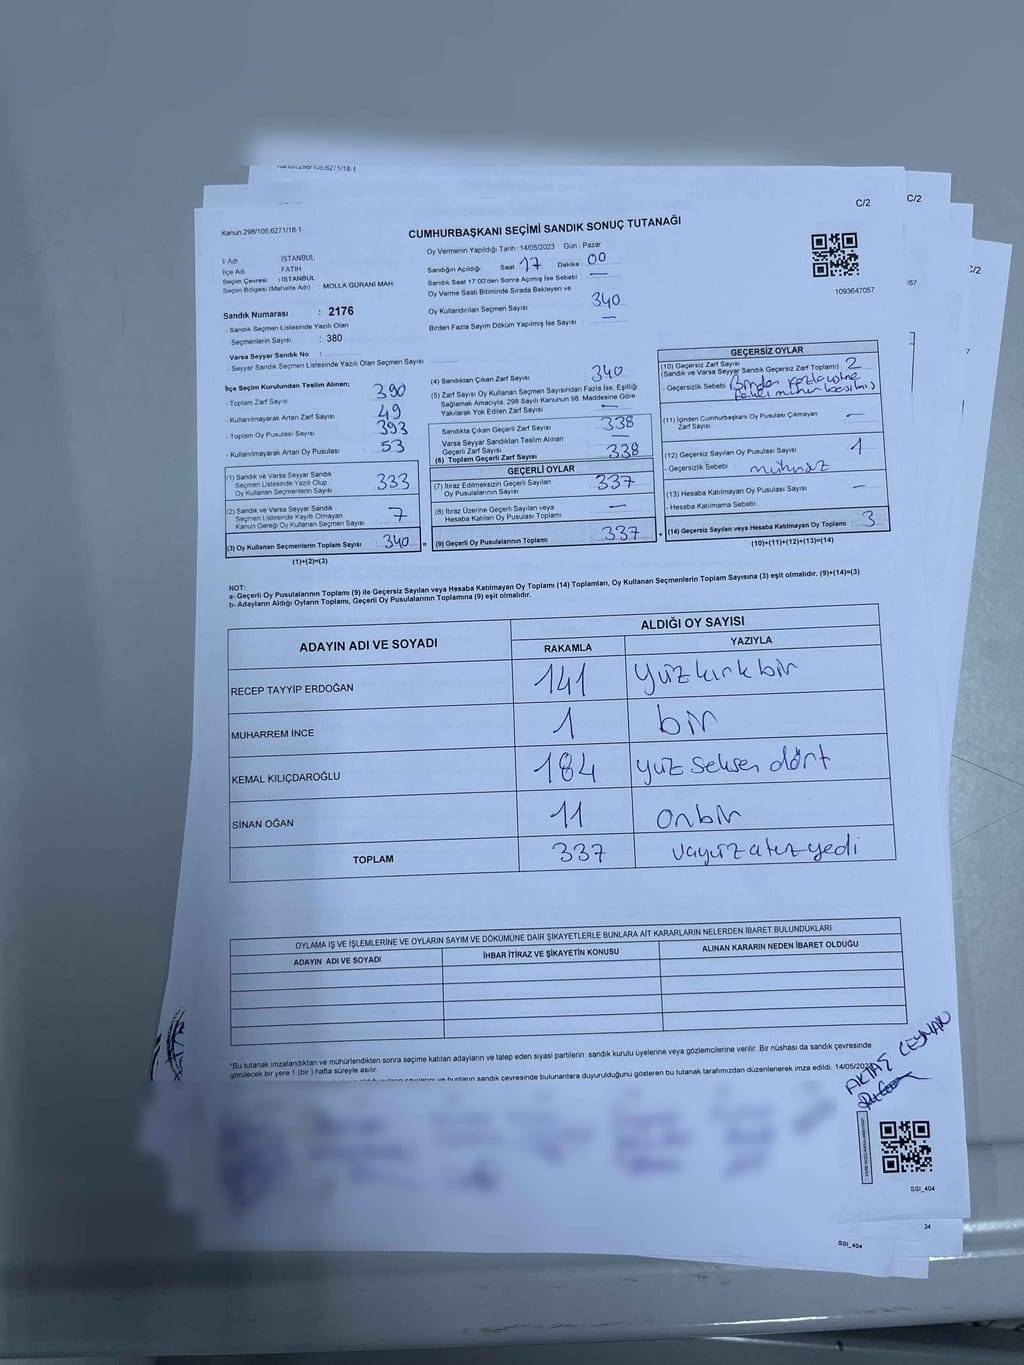 Kanun.298/105,6271/18-1
C/2
C/2
C/2
Kanun.298/105,6271/18-1
CUMHURBAŞKANI SEÇİMİ SANDIK SONUÇ TUTANAĞI
İl Adı : İSTANBUL
İlçe Adı : FATİH
Seçim Çevresi : İSTANBUL
Seçim Bölgesi (Mahalle Adı) : MOLLA GÜRANİ MAH.
Oy Vermenin Yapıldığı Tarih : 14/05/2023 Gün : Pazar
Sandığın Açıldığı Saat : 17 Dakika : 00
Sandık Saat 17:00'den Sonra Açımış İse Sebebi : —
Oy Verme Saati Bitiminde Sırada Bekleyen ve
Oy Kullandırılan Seçmen Sayısı : 340
Birden Fazla Sayım Döküm Yapılmış İse Sayısı : —
1093647057
57
7
Sandık Numarası : 2176
- Sandık Seçmen Listesinde Yazılı Olan
Seçmenlerin Sayısı : 380
Varsa Seyyar Sandık No :
- Seyyar Sandık Seçmen Listesinde Yazılı Olan Seçmen Sayısı :
İlçe Seçim Kurulundan Teslim Alınan;
- Toplam Zarf Sayısı : 390
- Kullanılmayarak Artan Zarf Sayısı : 49
- Toplam Oy Pusulası Sayısı : 393
- Kullanılmayarak Artan Oy Pusulası : 53
(1) Sandık ve Varsa Seyyar Sandık
Seçmen Listesinde Yazılı Olup
Oy Kullanan Seçmenlerin Sayısı : 333
(2) Sandık ve Varsa Seyyar Sandık
Seçmen Listesinde Kayıtlı Olmayan
Kanun Gereği Oy Kullanan Seçmen Sayısı : 7
(3) Oy Kullanan Seçmenlerin Toplam Sayısı : 340
(1)+(2)=(3)
(4) Sandıktan Çıkan Zarf Sayısı : 340
(5) Zarf Sayısı Oy Kullanan Seçmen Sayısından Fazla İse, Eşitliği
Sağlamak Amacıyla; 298 Sayılı Kanunun 98. Maddesine Göre
Yakılarak Yok Edilen Zarf Sayısı : —
Sandıkta Çıkan Geçerli Zarf Sayısı : 338
Varsa Seyyar Sandıktan Teslim Alınan
Geçerli Zarf Sayısı : —
(6) Toplam Geçerli Zarf Sayısı : 338
GEÇERLİ OYLAR
(7) İtiraz Edilmeksizin Geçerli Sayılan
Oy Pusulalarının Sayısı : 337
(8) İtiraz Üzerine Geçerli Sayılan veya
Hesaba Katılan Oy Pusulası Toplamı : —
= (9) Geçerli Oy Pusulalarının Toplamı : 337
GEÇERSİZ OYLAR
(10) Geçersiz Zarf Sayısı
(Sandık ve Varsa Seyyar Sandık Geçersiz Zarf Toplamı) : 2
- Geçersizlik Sebebi :
(11) İçinden Cumhurbaşkanı Oy Pusulası Çıkmayan
Zarf Sayısı : —
(12) Geçersiz Sayılan Oy Pusulası Sayısı : 1
- Geçersizlik Sebebi :
(13) Hesaba Katılmayan Oy Pusulası Sayısı : —
- Hesaba Katılmama Sebebi
+ (14) Geçersiz Sayılan veya Hesaba Katılmayan Oy Toplamı : 3
(10)+(11)+(12)+(13)=(14)
NOT:
a- Geçerli Oy Pusulalarının Toplamı (9) ile Geçersiz Sayılan veya Hesaba Katılmayan Oy Toplamı (14) Toplamları, Oy Kullanan Seçmenlerin Toplam Sayısına (3) eşit olmalıdır. (9)+(14)=(3)
b- Adayların Aldığı Oyların Toplamı, Geçerli Oy Pusulalarının Toplamına (9) eşit olmalıdır.
ADAYIN ADI VE SOYADI ALDIĞI OY SAYISI
RAKAMLA YAZIYLA
RECEP TAYYİP ERDOĞAN 141 yüz kırk bir
MUHARREM İNCE 1 bir
KEMAL KILIÇDAROĞLU 184 yüz seksen dört
SİNAN OĞAN 11 onbir
TOPLAM 337
OYLAMA İŞ VE İŞLEMLERİNE VE OYLARIN SAYIM VE DÖKÜMÜNE DAİR ŞİKAYETLERLE BUNLARA AİT KARARLARIN NELERDEN İBARET BULUNDUKLARI
ADAYIN ADI VE SOYADI İHBAR İTİRAZ VE ŞİKAYETİN KONUSU ALINAN KARARIN NEDEN İBARET OLDUĞU
*Bu tutanak imzalandıktan ve mühürlendikten sonra seçime katılan adayların ve talep eden siyasi partilerin sandık kurulu üyelerine veya gözlemcilerine verilir. Bir nüshası da sandık çevresinde
görülecek bir yere 1 (bir) hafta süreyle asılır.
sandık çevresinde bulunanlara duyurulduğunu gösteren bu tutanak tarafımızdan düzenlenerek imza edildi. 14/05/202
AKTAŞ CEYHAN
SSI_404
34
SSI_404